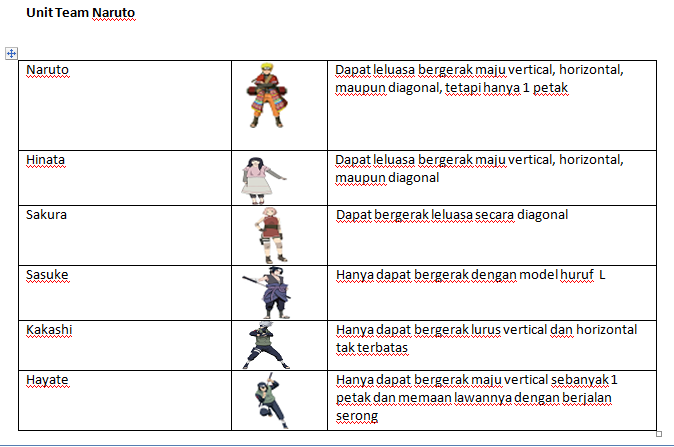 Unit Team Naruto
Naruto
Dapat leluasa bergerak maju vertical, horizontal,
maupun diagonal, tetapi hanya 1 petak
Hinata
Dapat leluasa bergerak maju vertical, horizontal,
maupun diagonal
Sakura
Dapat bergerak leluasa secara diagonal
Sasuke
Hanya dapat bergerak dengan model huruf L
Kakashi
Hanya dapat bergerak lurus vertical dan horizontal
tak terbatas
Hayate
Hanya dapat bergerak maju vertical sebanyak 1
petak dan memaan lawannya dengan berjalan
serong